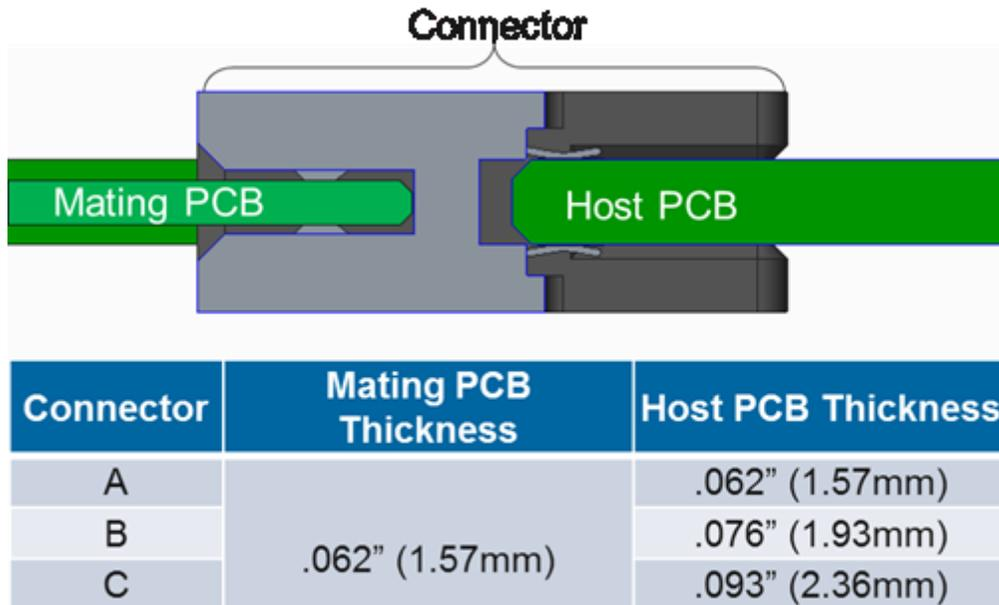 Connector
Mating PCB
Host PCB
Connector
Mating PCB
Thickness
Host PCB Thickness
A
.062” (1.57mm)
B
.076” (1.93mm)
.062” (1.57mm)
C
.093” (2.36mm)